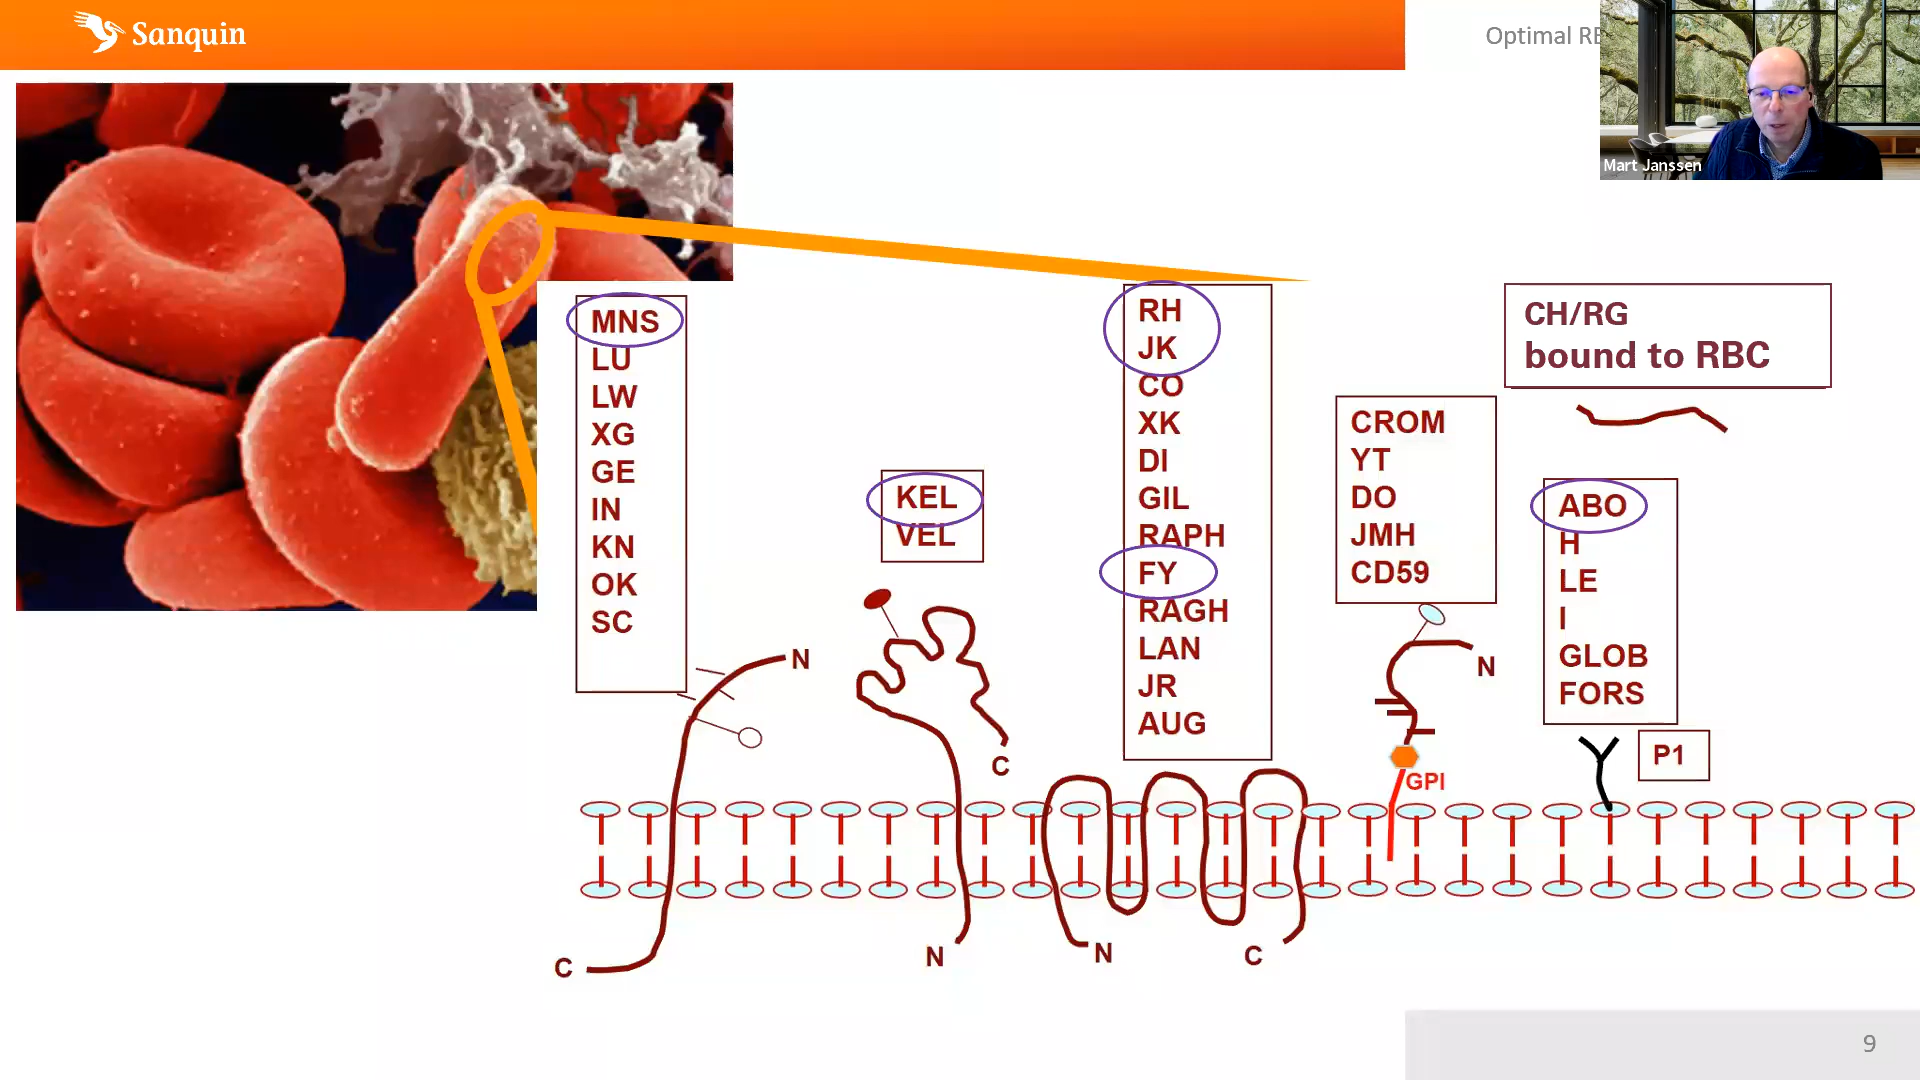 Sanquin
Optimal RE
Mart Janssen
MNS
LU
LW
XG
GE
IN
KN
OK
SC
KEL
VEL
RH
JK
CO
XK
DI
GIL
RAPH
FY
RAGH
LAN
JR
AUG
CROM
YT
DO
JMH
CD59
CH/RG
bound to RBC
ABO
H
LE
I
GLOB
FORS
P1
N
C
N
GPI
C
N
N
C
9